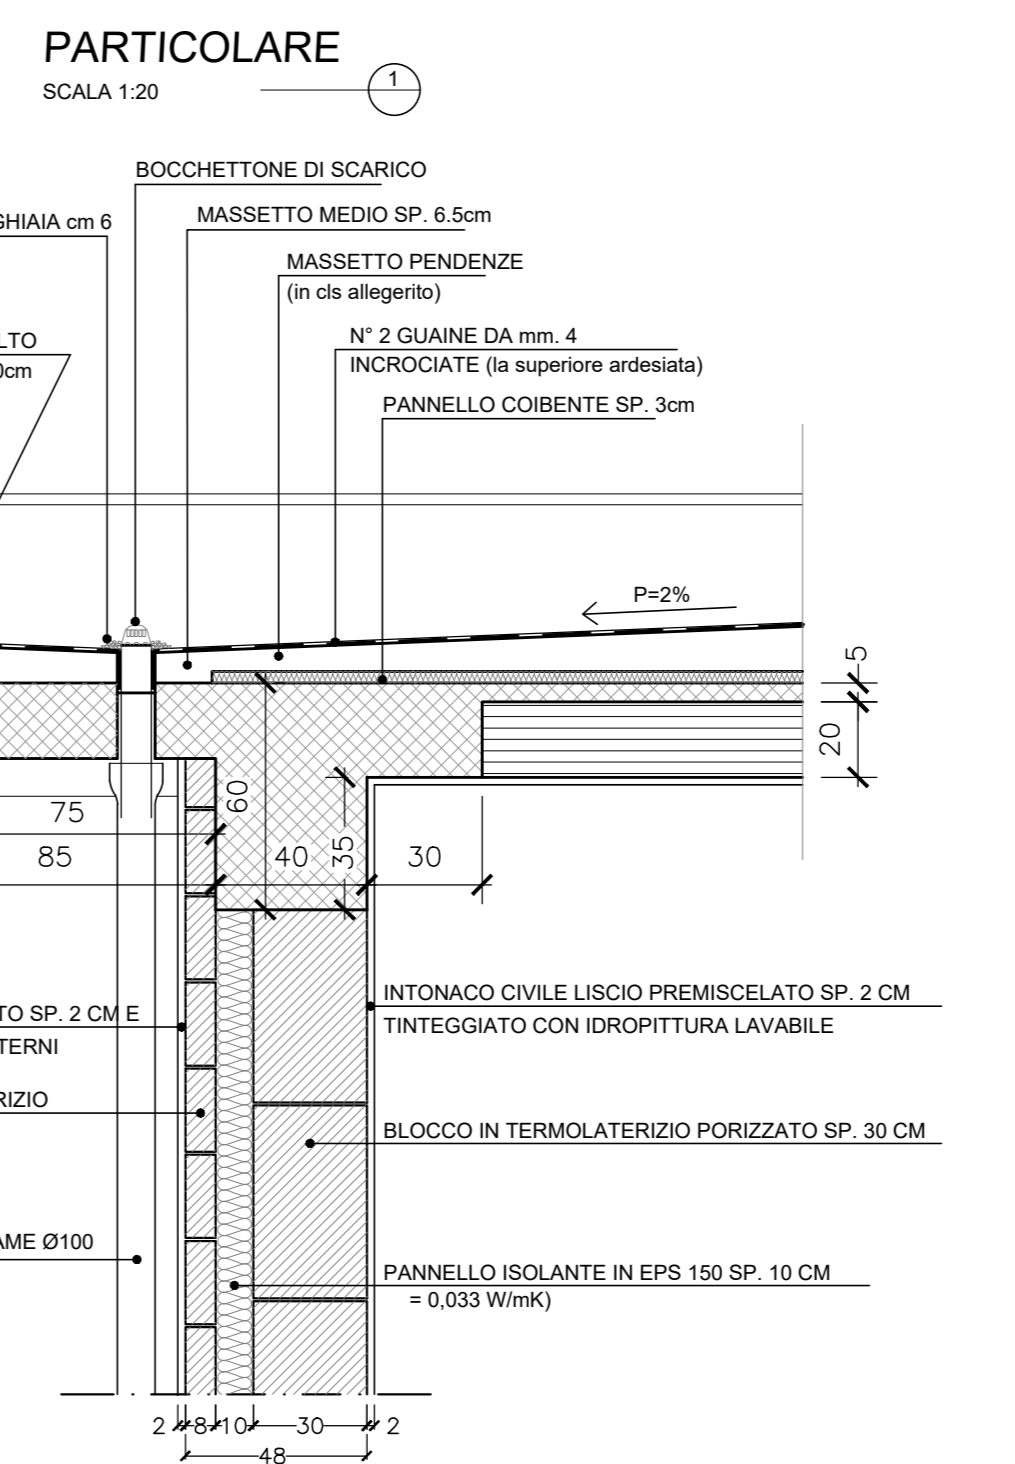 PARTICOLARE
SCALA 1:20
1
BOCCHETTONE DI SCARICO
GHIAIA cm 6
MASSETTO MEDIO SP. 6.5cm
MASSETTO PENDENZE
(in cls allegerito)
N° 2 GUAINE DA mm. 4
INCROCIATE (la superiore ardesiata)
LTO
0cm
PANNELLO COIBENTE SP. 3cm
P=2%
5
20
60
75
85
40
35
30
INTONACO CIVILE LISCIO PREMISCELATO SP. 2 CM
TINTEGGIATO CON IDROPITTURA LAVABILE
TO SP. 2 CM E
TERNI
RIZIO
BLOCCO IN TERMOLATERIZIO PORIZZATO SP. 30 CM
AME Ø100
PANNELLO ISOLANTE IN EPS 150 SP. 10 CM
= 0,033 W/mK)
2 8 10 30 2
48